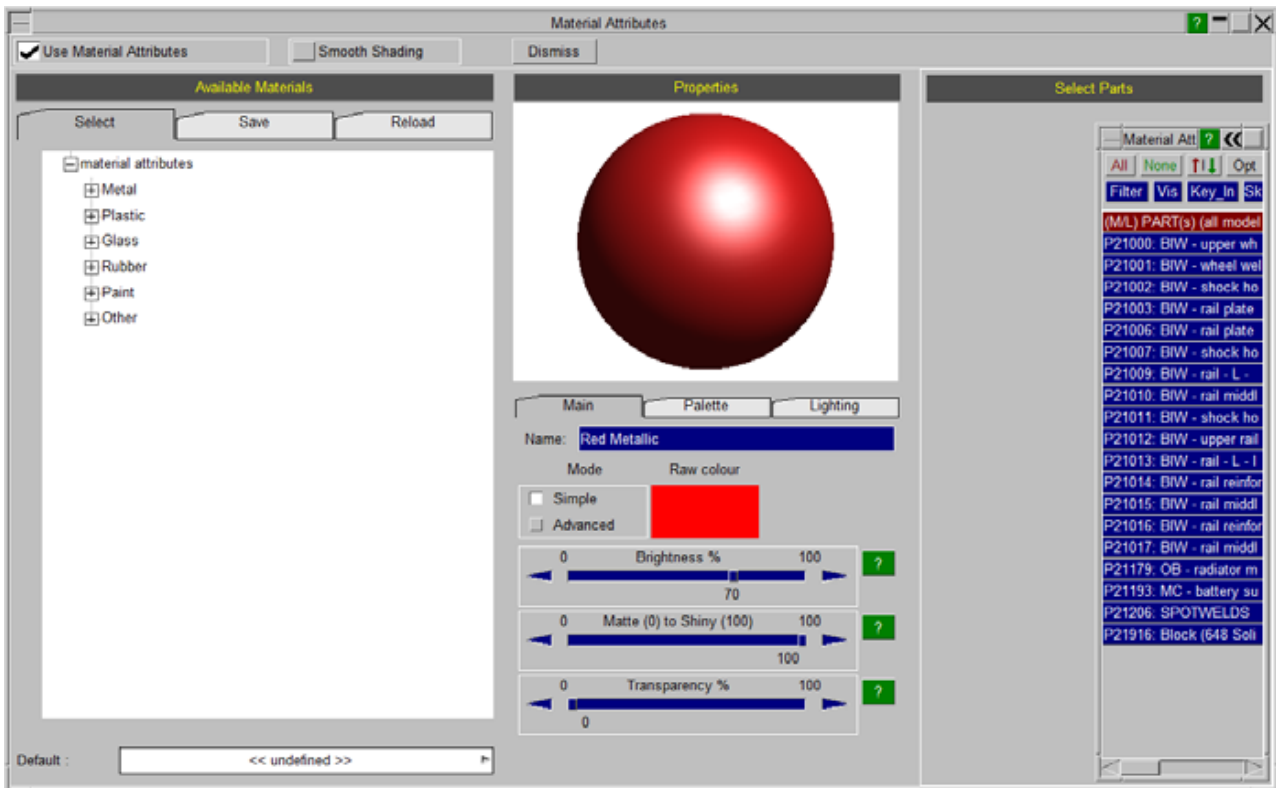 Material Attributes ?
Use Material Attributes Smooth Shading Dismiss
Available Materials
Select Save Reload
material attributes
Metal
Plastic
Glass
Rubber
Paint
Other
Default : << undefined >>
Properties
Main Palette Lighting
Name: Red Metallic
Mode Raw colour
Simple
Advanced
0 Brightness % 100 ?
70
0 Matte (0) to Shiny (100) 100 ?
100
0 Transparency % 100 ?
0
Select Parts
Material Att ?
All None Opt
Filter Vis Key_In Sk
(M/L) PART(s) (all model
P21000: BIW - upper wh
P21001: BIW - wheel wel
P21002: BIW - shock ho
P21003: BIW - rail plate
P21006: BIW - rail plate
P21007: BIW - shock ho
P21009: BIW - rail - L -
P21010: BIW - rail middl
P21011: BIW - shock ho
P21012: BIW - upper rail
P21013: BIW - rail - L - I
P21014: BIW - rail reinfor
P21015: BIW - rail middl
P21016: BIW - rail reinfor
P21017: BIW - rail middl
P21179: OB - radiator m
P21193: MC - battery su
P21206: SPOTWELDS
P21916: Block (648 Soli